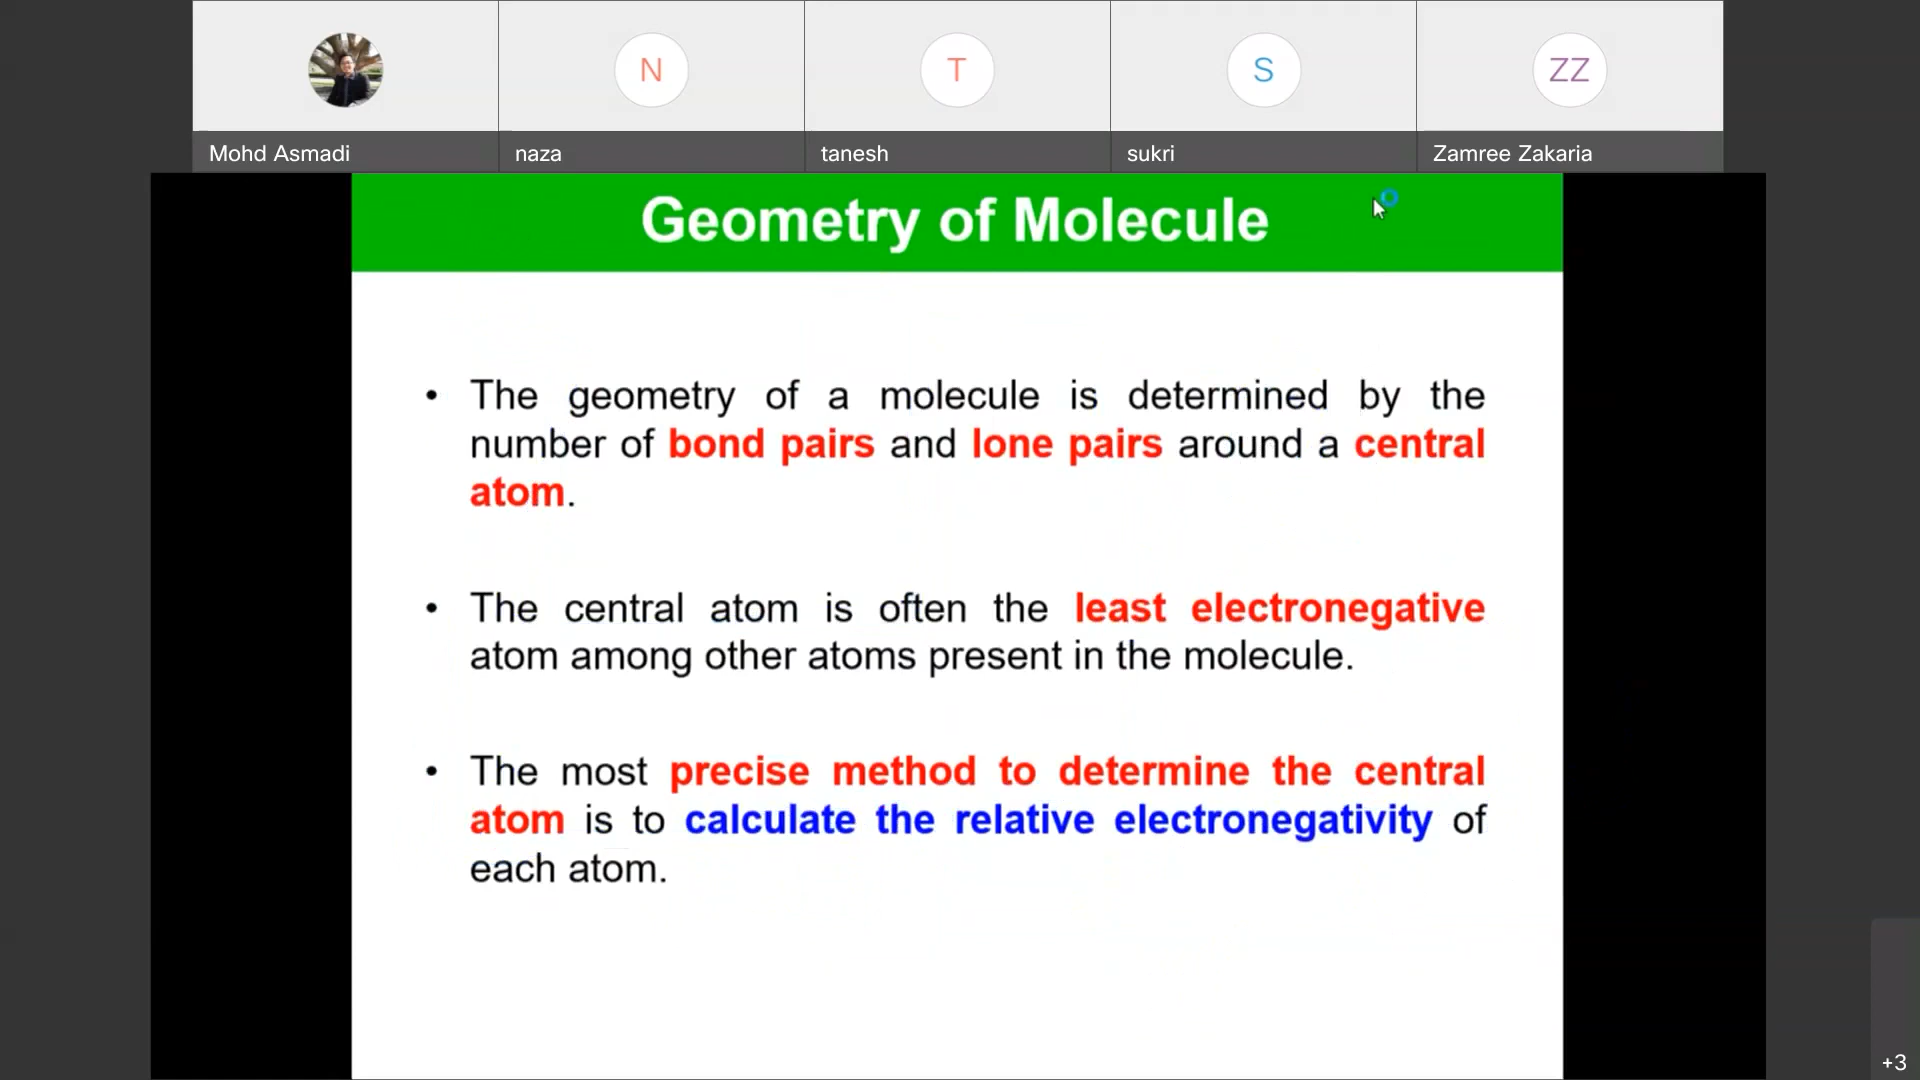 N
T
S
ZZ
Mohd Asmadi
naza
tanesh
sukri
Zamree Zakaria
Geometry of Molecule
• The geometry of a molecule is determined by the
number of bond pairs and lone pairs around a central
atom.
• The central atom is often the least electronegative
atom among other atoms present in the molecule.
• The most precise method to determine the central
atom is to calculate the relative electronegativity of
each atom.
+3